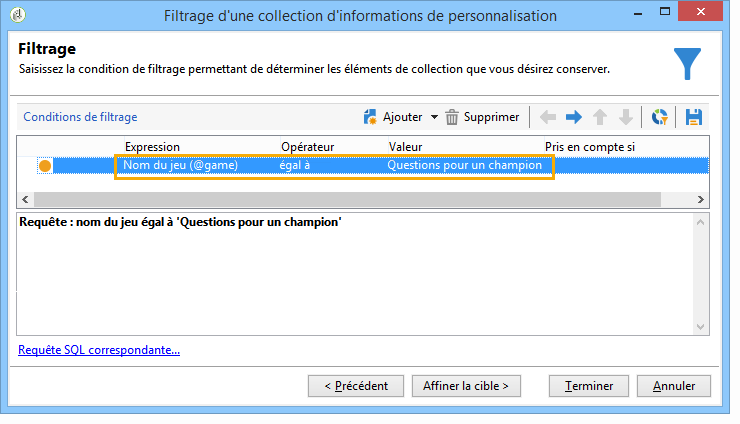 Filtrage d'une collection d'informations de personnalisation
Filtrage
Saisissez la condition de filtrage permettant de déterminer les éléments de collection que vous désirez conserver.
Conditions de filtrage Ajouter Supprimer
Expression Opérateur Valeur Pris en compte si
Nom du jeu (@game) égal à Questions pour un champion
Requête : nom du jeu égal à 'Questions pour un champion'
Requête SQL correspondante...
< Précédent Affiner la cible > Terminer Annuler